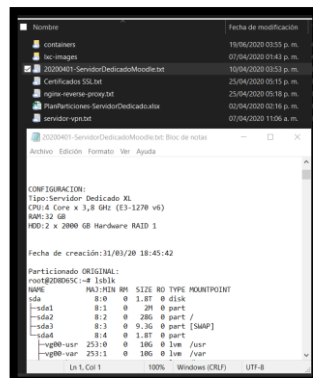 Nombre Fecha de modificación
containers 19/06/2020 03:55 p. m.
lxc-images 07/04/2020 01:43 p. m.
20200401-ServidorDedicadoMoodle.txt 10/04/2020 03:53 p. m.
Certificados SSL.txt 25/04/2020 05:15 p. m.
nginx-reverse-proxy.txt 25/04/2020 05:18 p. m.
PlanParticiones-ServidorDedicado.xlsx 02/04/2020 02:16 p. m.
servidor-vpn.txt 07/04/2020 11:06 a. m.
20200401-ServidorDedicadoMoodle.txt: Bloc de notas
Archivo Edición Formato Ver Ayuda
CONFIGURACION:
Tipo:Servidor Dedicado XL
CPU:4 Core x 3,8 GHz (E3-1270 v6)
RAM:32 GB
HDD:2 x 2000 GB Hardware RAID 1
Fecha de creación:31/03/20 18:45:42
Particionado ORIGINAL:
root@2DBD65C:~# lsblk
NAME MAJ:MIN RM SIZE RO TYPE MOUNTPOINT
sda 8:0 0 1.8T 0 disk
├─sda1 8:1 0 2M 0 part
├─sda2 8:2 0 28G 0 part /
├─sda3 8:3 0 9.3G 0 part [SWAP]
└─sda4 8:4 0 1.8T 0 part
├─vg00-usr 253:0 0 10G 0 lvm /usr
├─vg00-var 253:1 0 10G 0 lvm /var
Ln 1, Col 1 100% Windows (CRLF) UTF-8